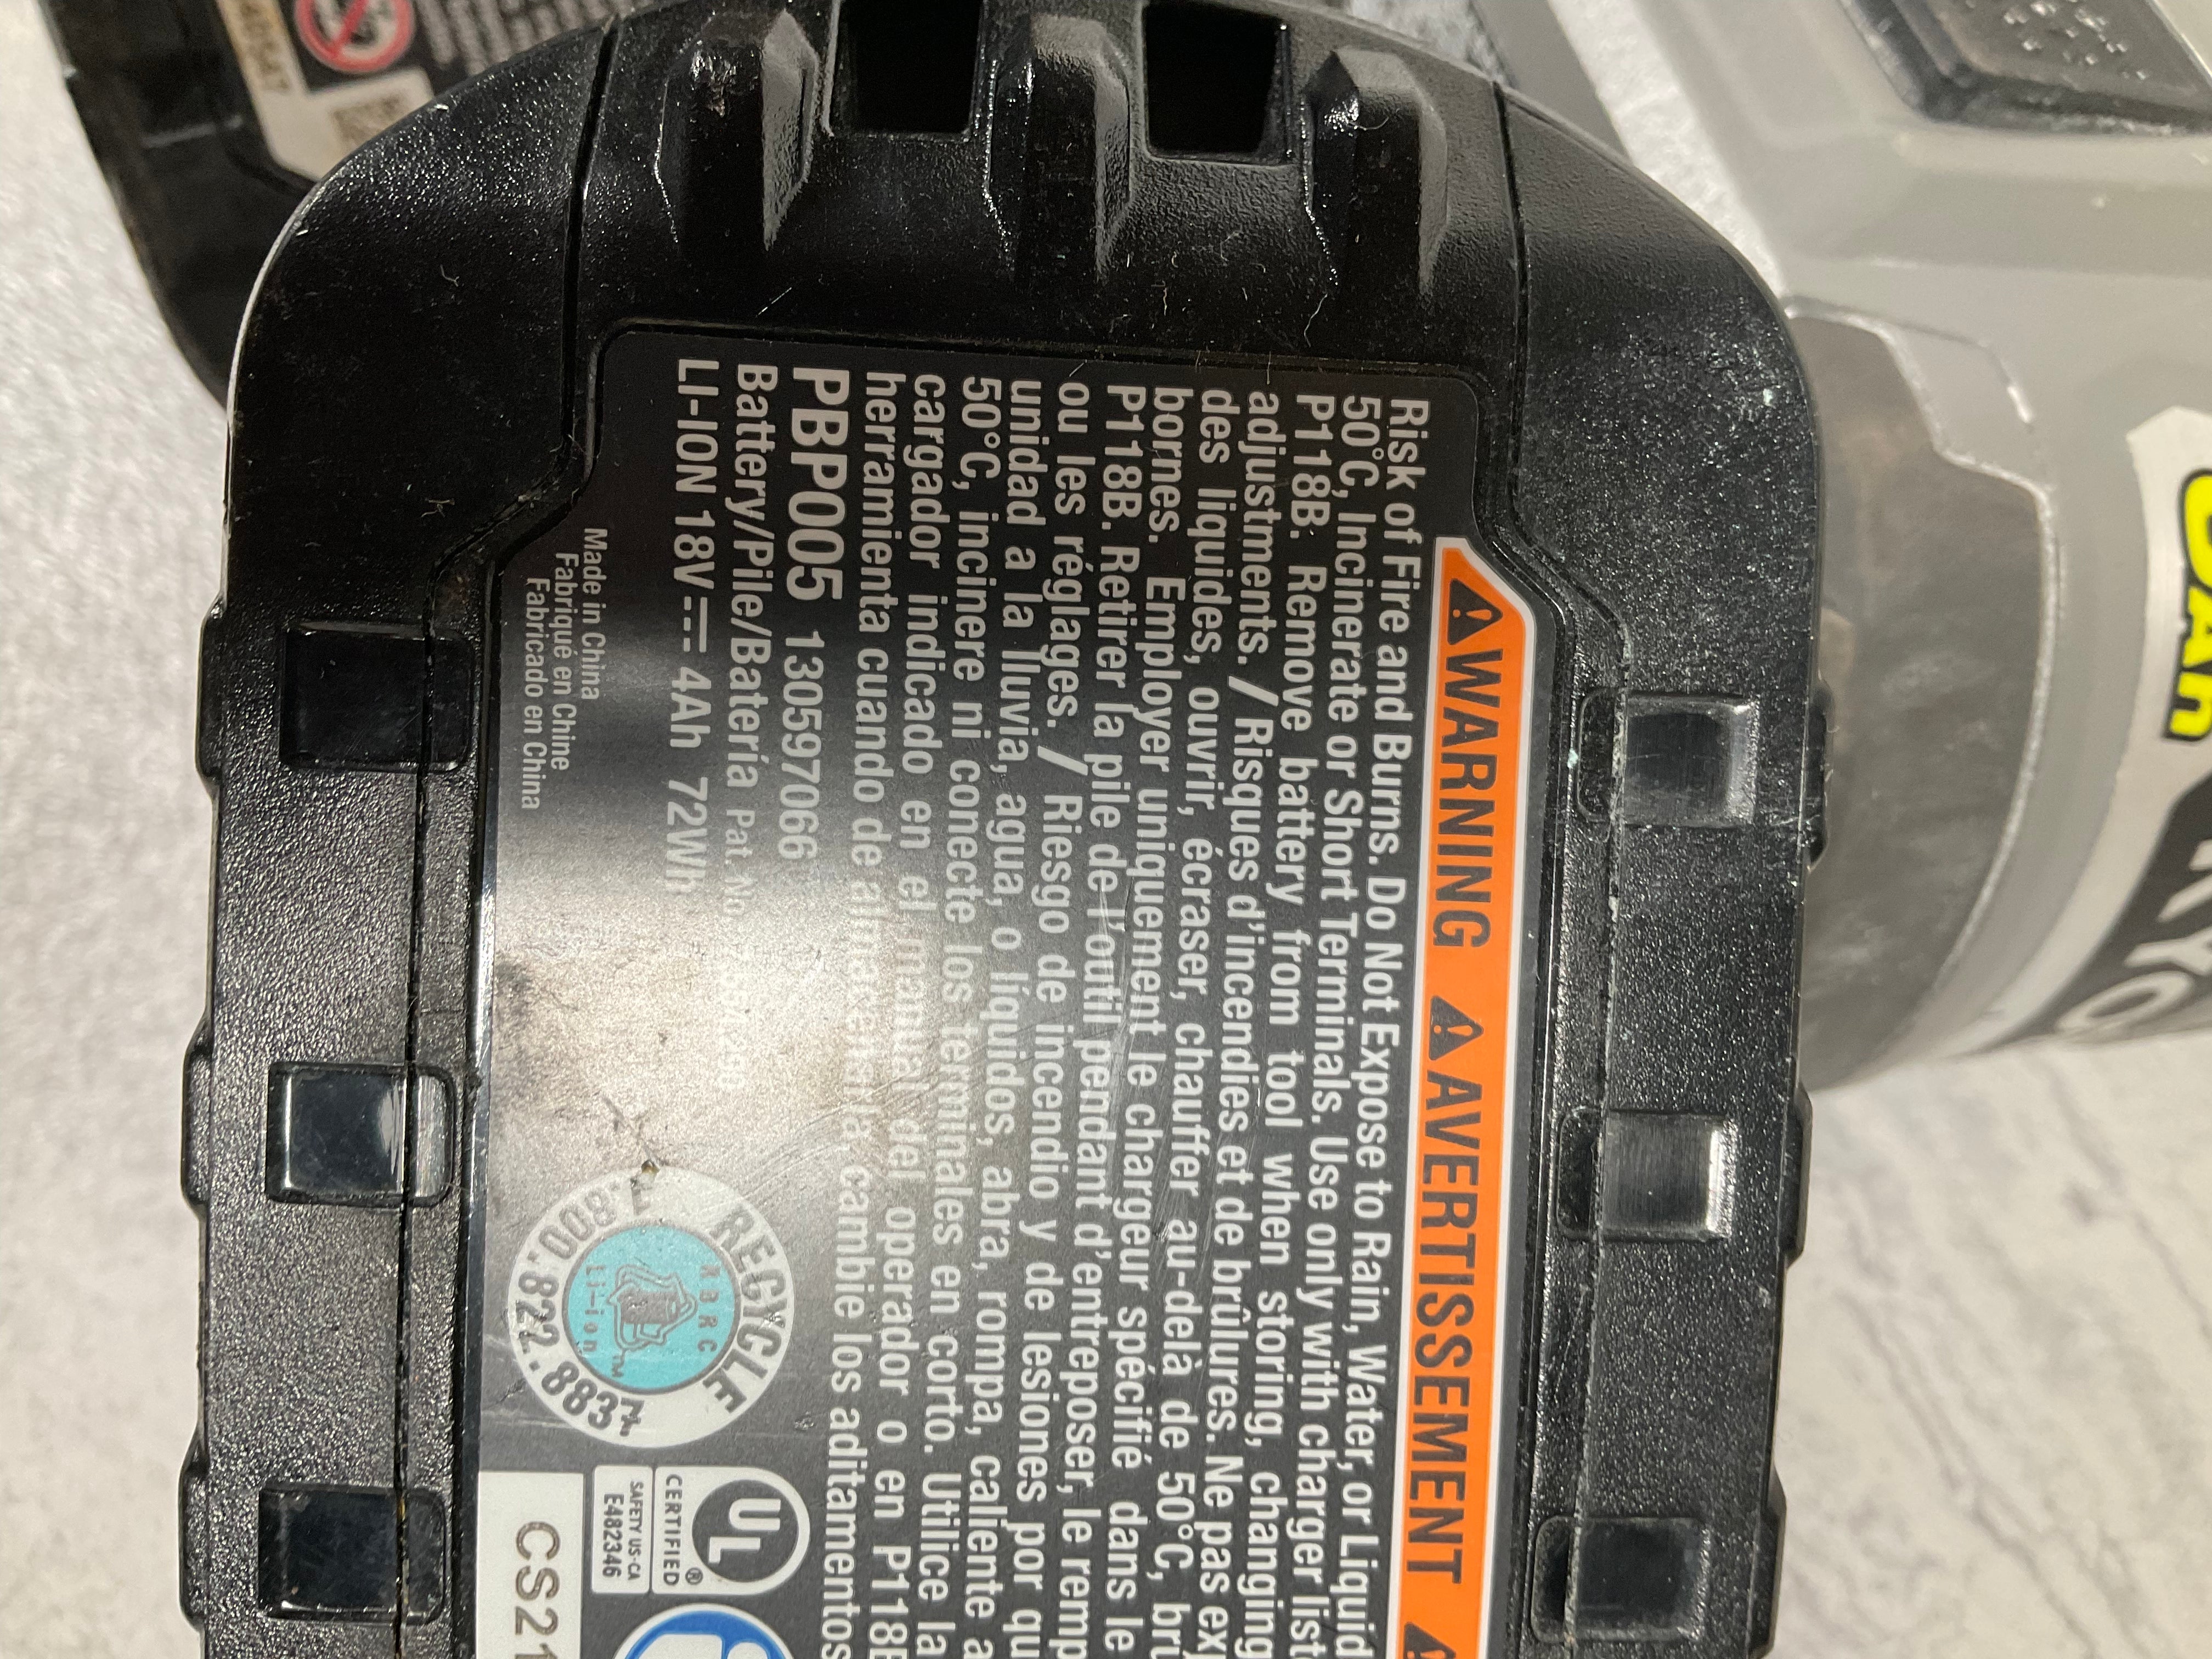 WARNING AVERTISSEMENT
Risk of Fire and Burns. Do Not Expose to Rain, Water, or Liquid
50°C, Incinerate or Short Terminals. Use only with charger
P118B. Remove battery from tool when storing, changing
adjustments. / Risques d'incendies et de brûlures. Ne pas
des liquides, ouvrir, écraser, chauffer au-delà de 50°C,
bornes. Employer uniquement le chargeur spécifié dans le
P118B. Retirer la pile de l'outil pendant d'entreposer, le
ou les réglages. / Riesgo de incendio y de lesiones por
unidad a la lluvia, agua, o líquidos, abra, rompa, caliente a
50°C, incinere ni conecte los terminales en corto. Utilice la
cargador indicado en el manual del operador o en
herramienta cuando de almacenarla cambie los aditamentos
PBP005 130597066
Battery/Pile/Batería Pat. No.
LI-ION 18V 4Ah 72Wh
Made in China
Fabriqué en Chine
Fabricado en China
RECYCLE
RBRC
Li-ion
1.800.822.8837
UL
CERTIFIED
SAFETY US-CA
E482346
CS21
RYO